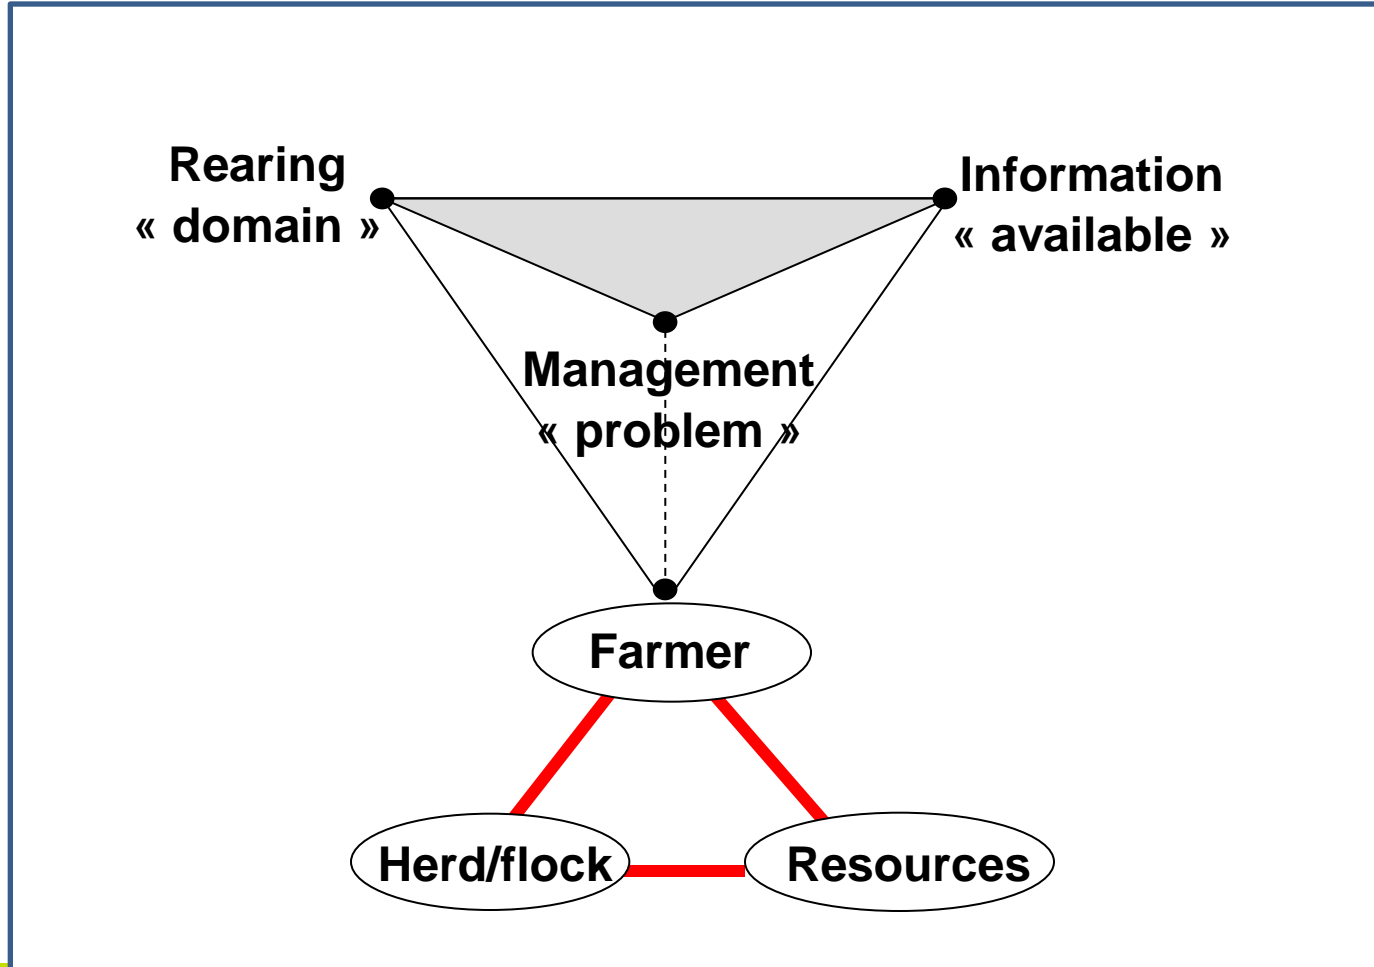 Rearing
« domain »
Information
« available »
Management
« problem »
Farmer
Herd/flock
Resources